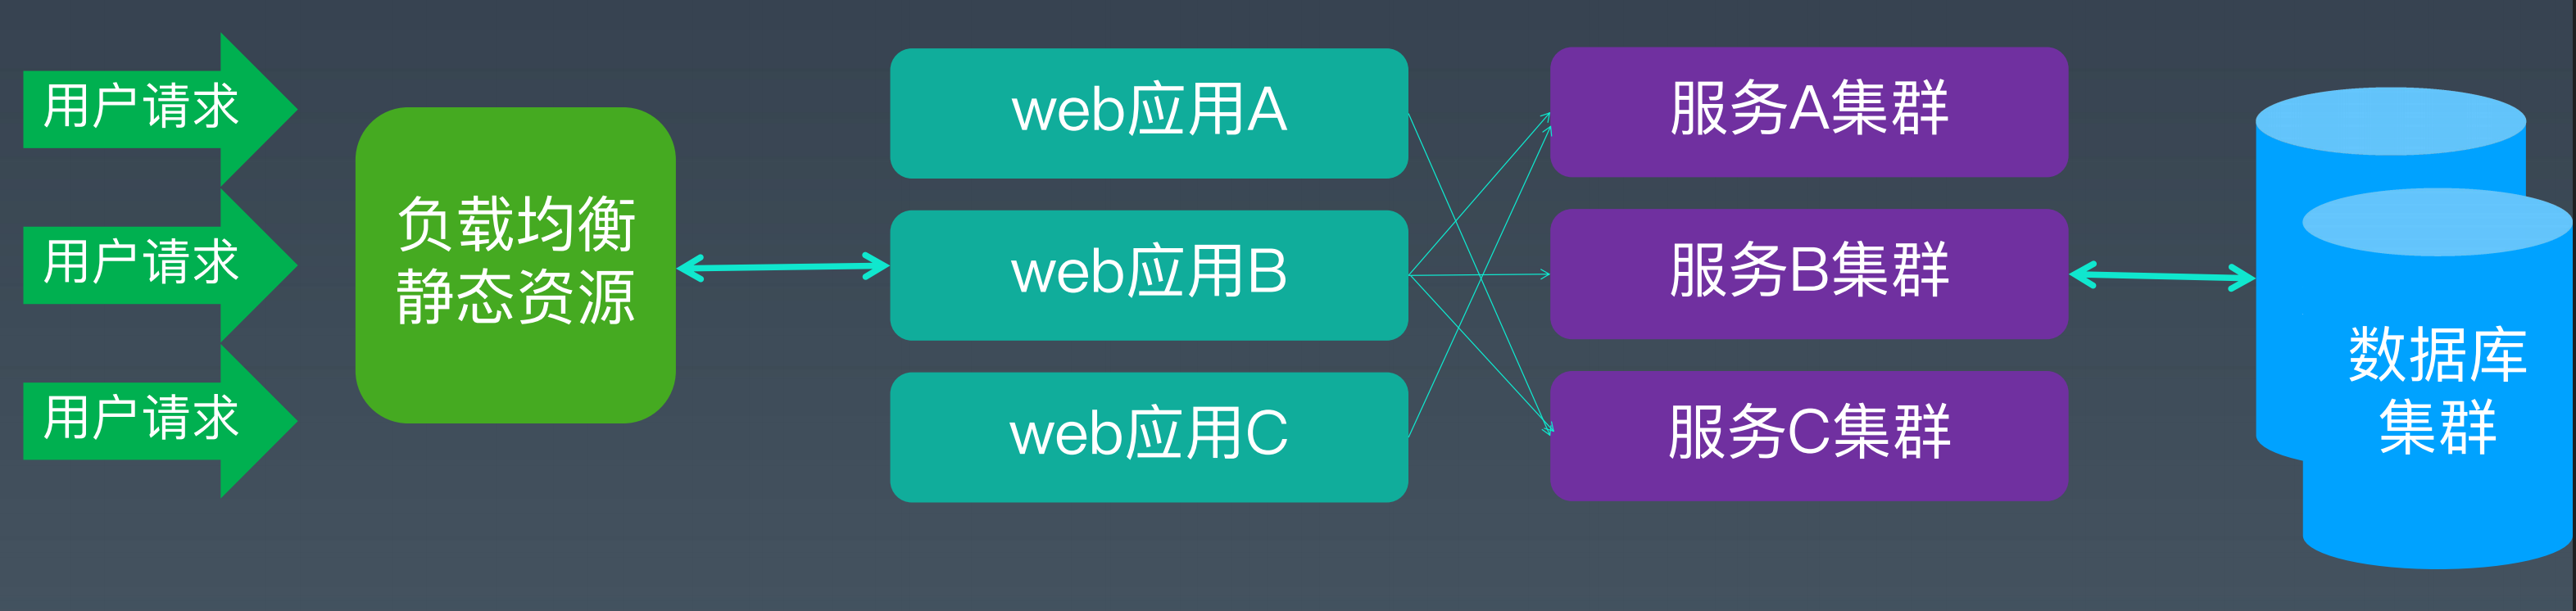 用户请求
用户请求
用户请求
负载均衡
静态资源
web应用A
web应用B
web应用C
服务A集群
服务B集群
服务C集群
数据库
集群